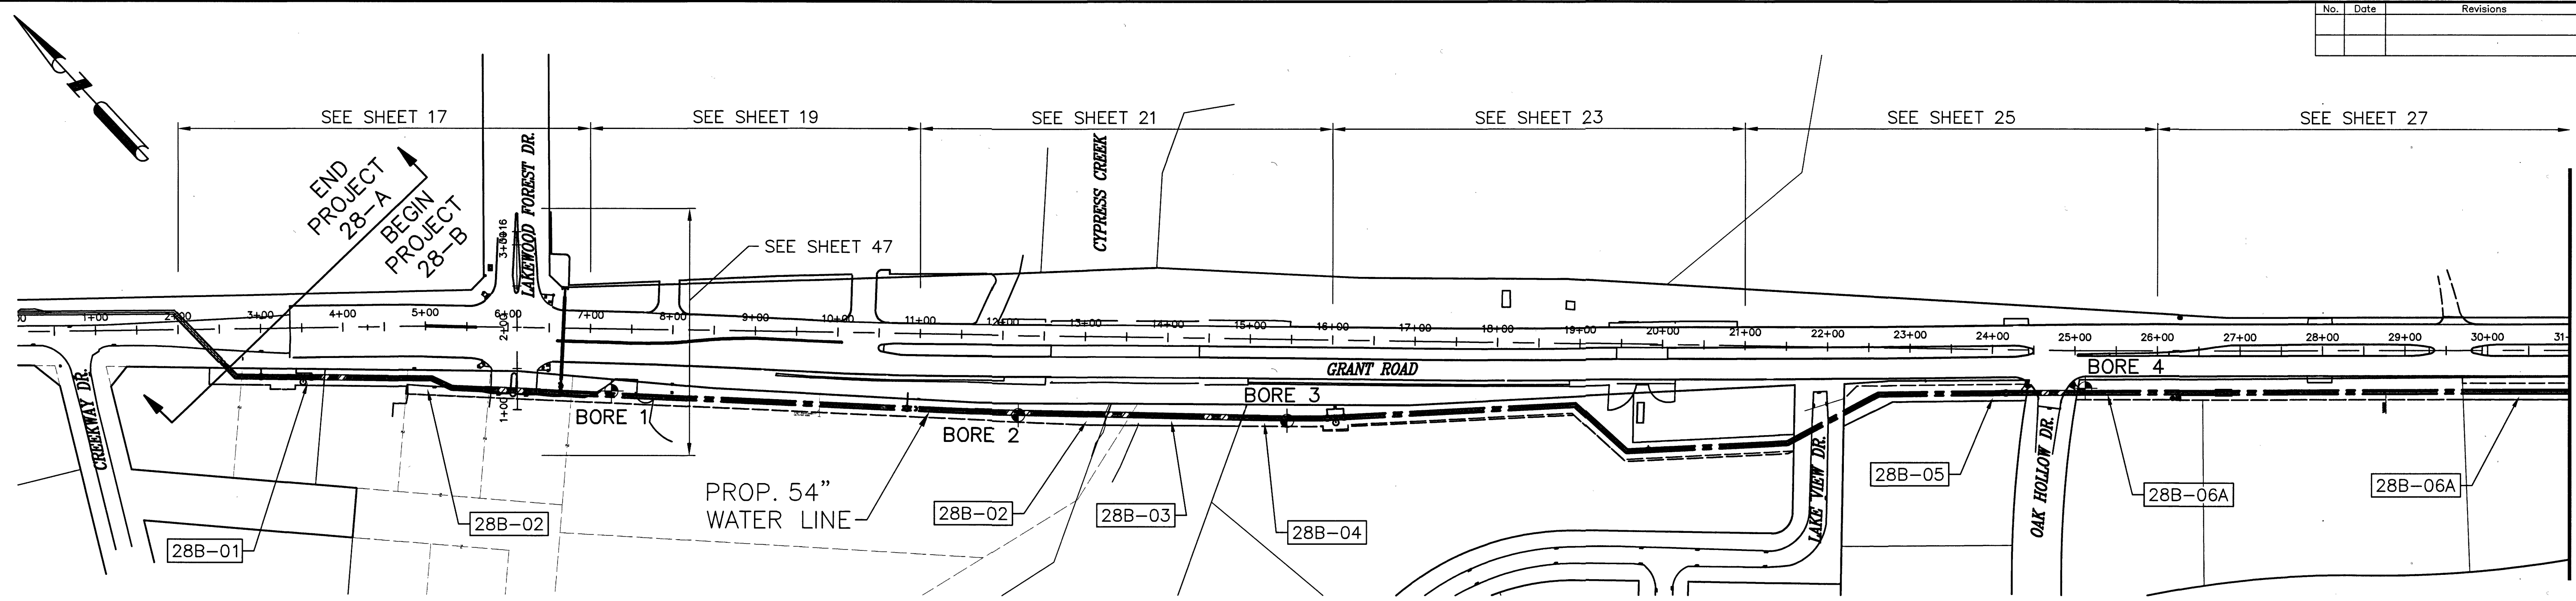 No. Date Revisions
SEE SHEET 17
SEE SHEET 19
SEE SHEET 21
SEE SHEET 23
SEE SHEET 25
SEE SHEET 27
N
END
PROJECT
28-A
BEGIN
PROJECT
28-B
LAKEWOOD FOREST DR.
CYPRESS CREEK
SEE SHEET 47
1+00
2+00
3+00
4+00
5+00
6+00
7+00
8+00
9+00
10+00
11+00
12+00
13+00
14+00
15+00
16+00
17+00
18+00
19+00
20+00
21+00
22+00
23+00
24+00
25+00
26+00
27+00
28+00
29+00
30+00
31-
3+00
2+00
1+00
GRANT ROAD
BORE 1
BORE 2
BORE 3
BORE 4
CREEKWAY DR.
LAKE VIEW DR.
OAK HOLLOW DR.
PROP. 54"
WATER LINE
28B-01
28B-02
28B-02
28B-03
28B-04
28B-05
28B-06A
28B-06A